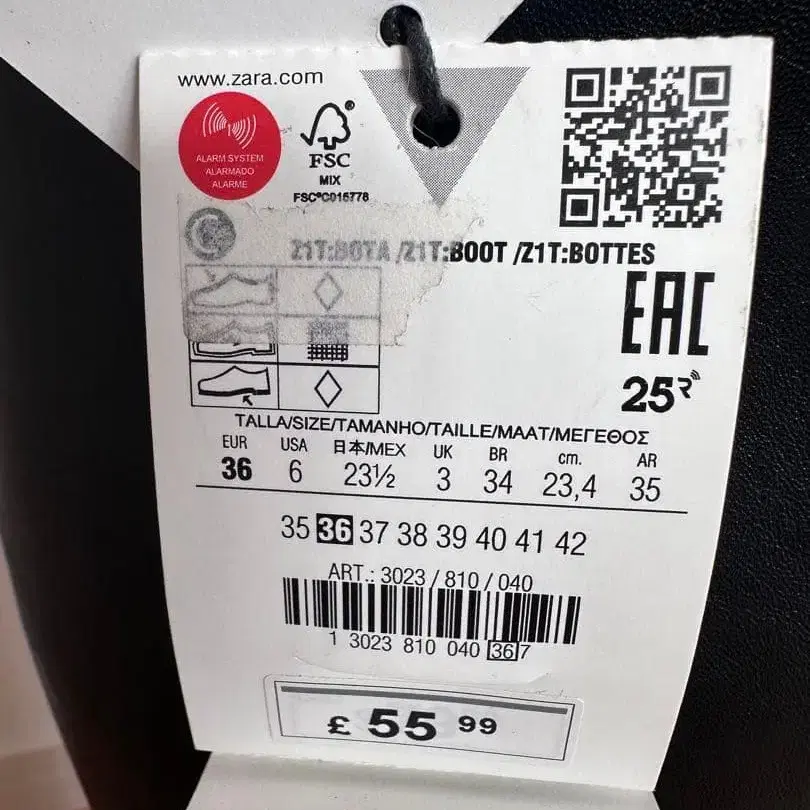 www.zara.com
ALARM SYSTEM
ALARMADO
ALARME
FSC®
MIX
FSC®C015778
Z1T:BOTA /Z1T:BOOT /Z1T:BOTTES
EAC
25R
TALLA/SIZE/TAMANHO/TAILLE/MAAT/ΜΕΓΕΘΟΣ
EUR USA 日本/MEX UK BR cm. AR
36 6 23½ 3 34 23,4 35
35 36 37 38 39 40 41 42
ART.: 3023 / 810 / 040
1 3023 810 040 36 7
£ 55 99